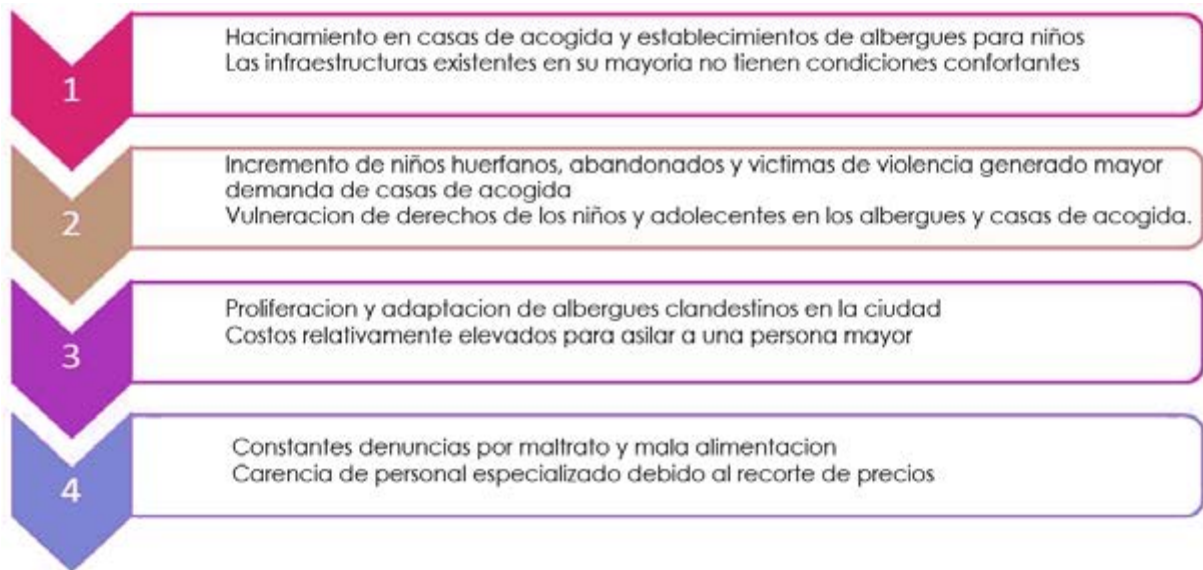 1
Hacinamiento en casas de acogida y establecimientos de albergues para niños
Las infraestructuras existentes en su mayoria no tienen condiciones confortantes
2
Incremento de niños huerfanos, abandonados y victimas de violencia generado mayor
demanda de casas de acogida
Vulneracion de derechos de los niños y adolecentes en los albergues y casas de acogida.
3
Proliferacion y adaptacion de albergues clandestinos en la ciudad
Costos relativamente elevados para asilar a una persona mayor
4
Constantes denuncias por maltrato y mala alimentacion
Carencia de personal especializado debido al recorte de precios